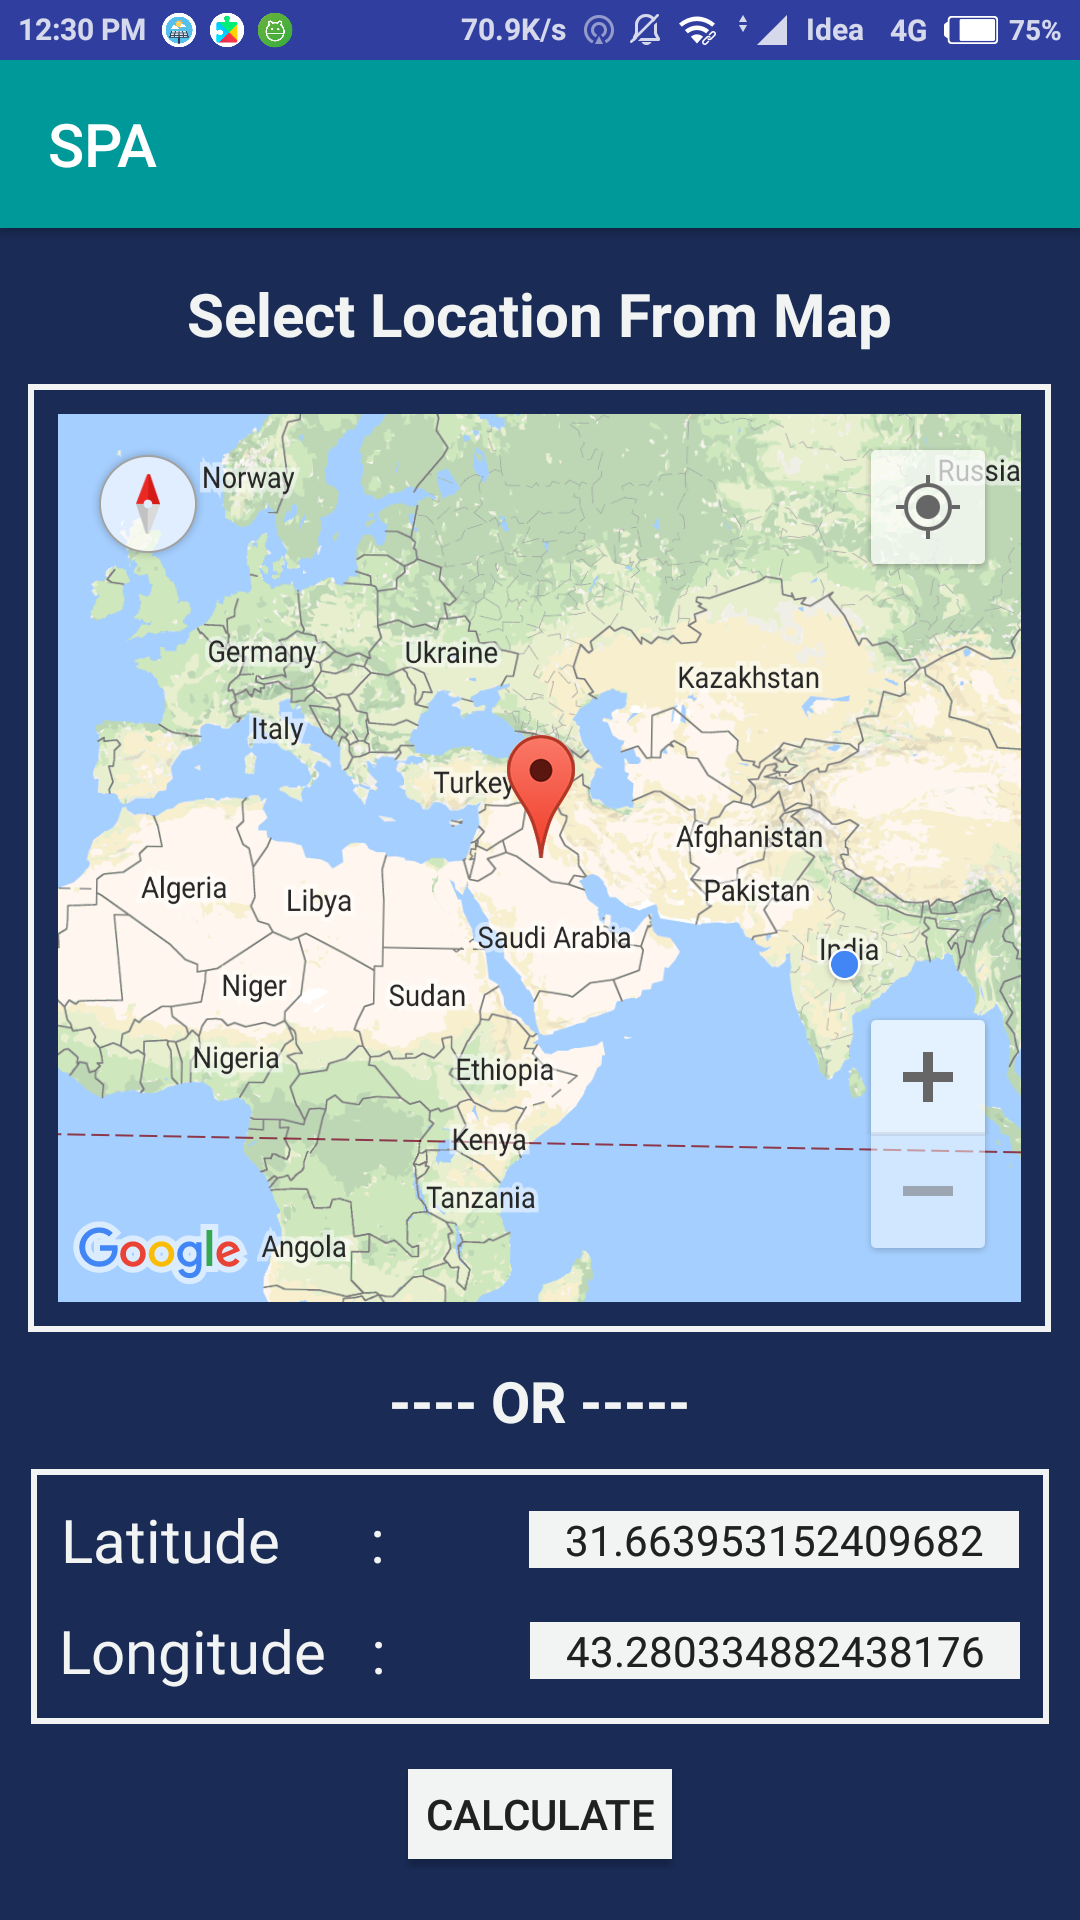 12:30 PM 70.9K/s Idea 4G 75%
SPA
Select Location From Map
Norway
Russia
Germany
Ukraine
Kazakhstan
Italy
Turkey
Afghanistan
Algeria
Libya
Pakistan
Saudi Arabia
India
Niger
Sudan
Nigeria
Ethiopia
Kenya
Tanzania
Google
Angola
---- OR -----
Latitude : 31.663953152409682
Longitude : 43.280334882438176
CALCULATE